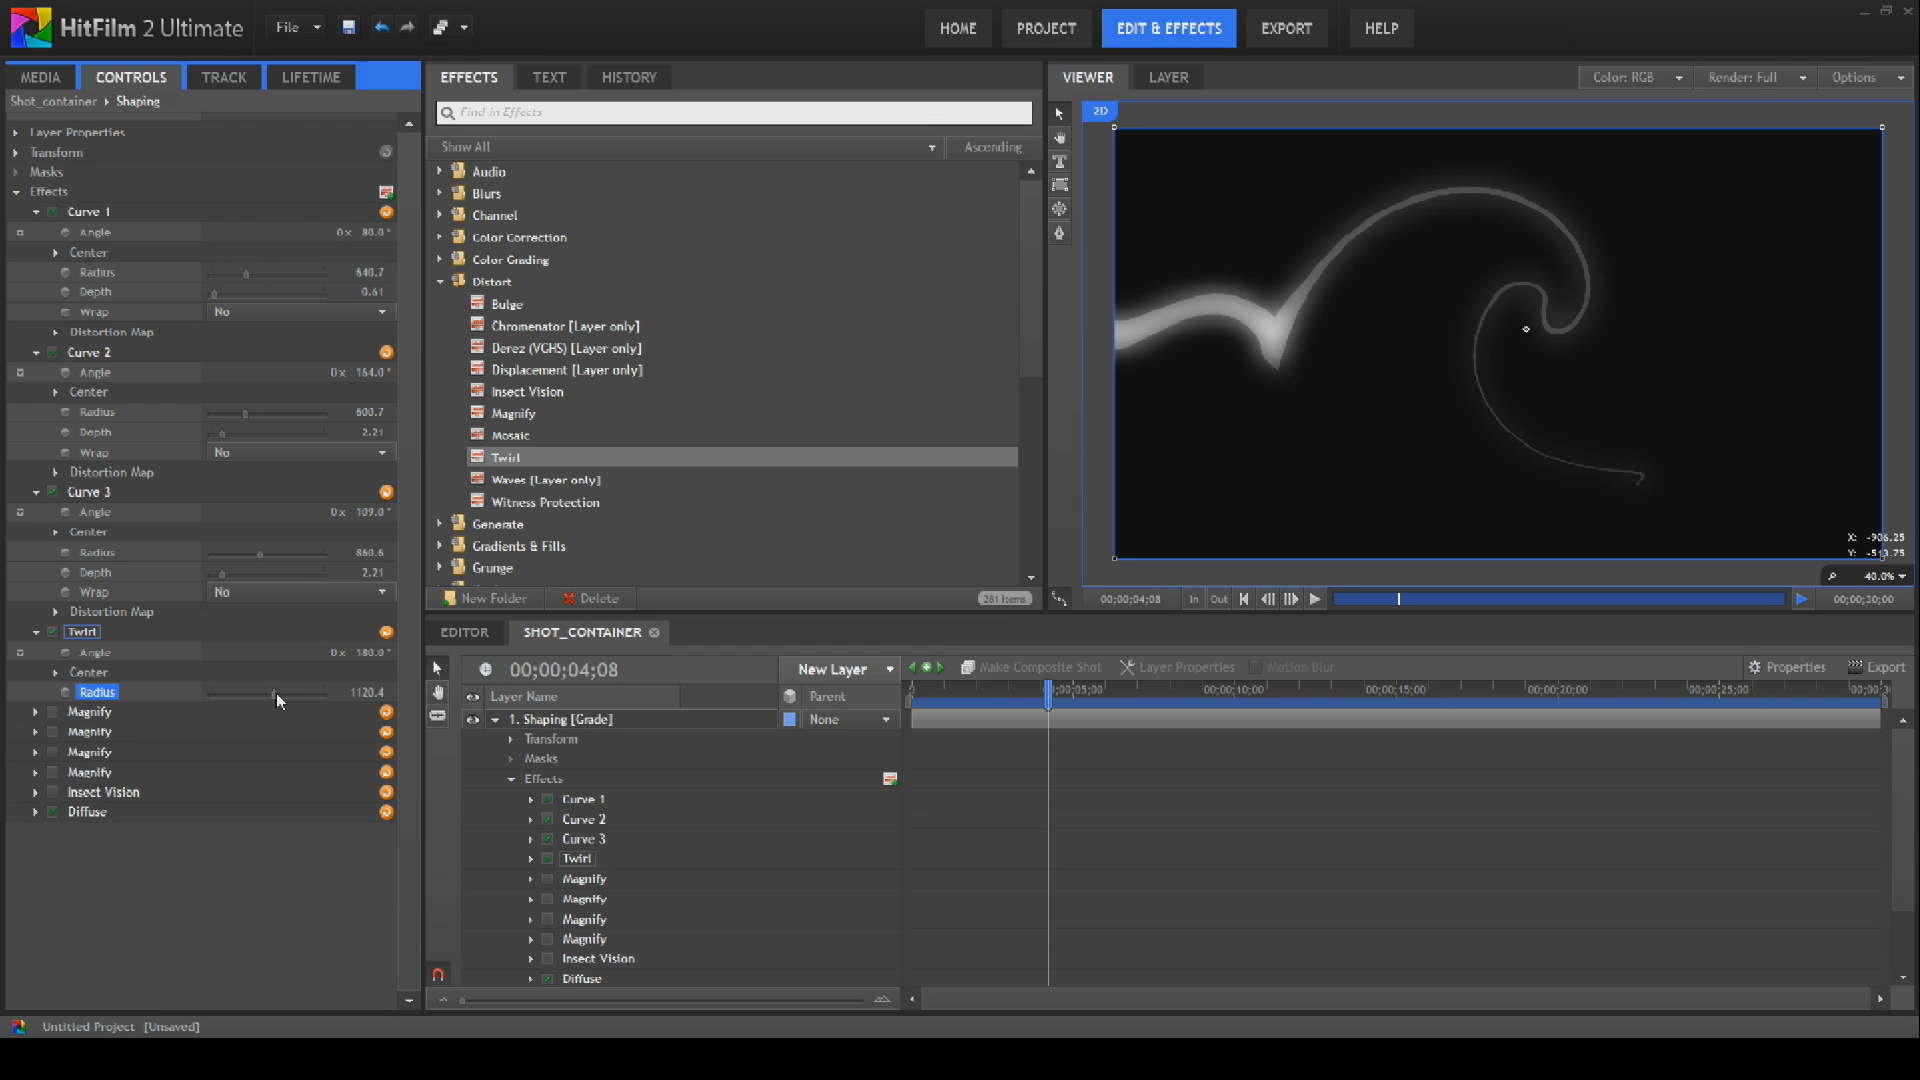 HitFilm 2 Ultimate
File
HOME
PROJECT
EDIT & EFFECTS
EXPORT
HELP
MEDIA
CONTROLS
TRACK
LIFETIME
Shot_container ▸ Shaping
Layer Properties
Transform
Masks
Effects
Curve 1
Angle 0x 80.0°
Center
Radius 640.7
Depth 0.61
Wrap No
Distortion Map
Curve 2
Angle 0x 164.0°
Center
Radius 600.7
Depth 2.21
Wrap No
Distortion Map
Curve 3
Angle 0x 109.0°
Center
Radius 860.6
Depth 2.21
Wrap No
Distortion Map
Twirl
Angle 0x 180.0°
Center
Radius 1120.4
Magnify
Magnify
Magnify
Magnify
Insect Vision
Diffuse
EFFECTS
TEXT
HISTORY
Find in Effects
Show All
Ascending
Audio
Blurs
Channel
Color Correction
Color Grading
Distort
Bulge
Chromenator [Layer only]
Derez (VGHS) [Layer only]
Displacement [Layer only]
Insect Vision
Magnify
Mosaic
Twirl
Waves [Layer only]
Witness Protection
Generate
Gradients & Fills
Grunge
New Folder
Delete
281 Items
VIEWER
LAYER
Color: RGB
Render: Full
Options
2D
X: -906.25
Y: -513.75
40.0%
00;00;04;08
In
Out
00;00;30;00
EDITOR
SHOT_CONTAINER
00;00;04;08
New Layer
Make Composite Shot
Layer Properties
Motion Blur
Properties
Export
Layer Name
Parent
0
;00;05;00
00;00;10;00
00;00;15;00
00;00;20;00
00;00;25;00
00;00;3
1. Shaping [Grade]
None
Transform
Masks
Effects
Curve 1
Curve 2
Curve 3
Twirl
Magnify
Magnify
Magnify
Magnify
Insect Vision
Diffuse
Untitled Project [Unsaved]